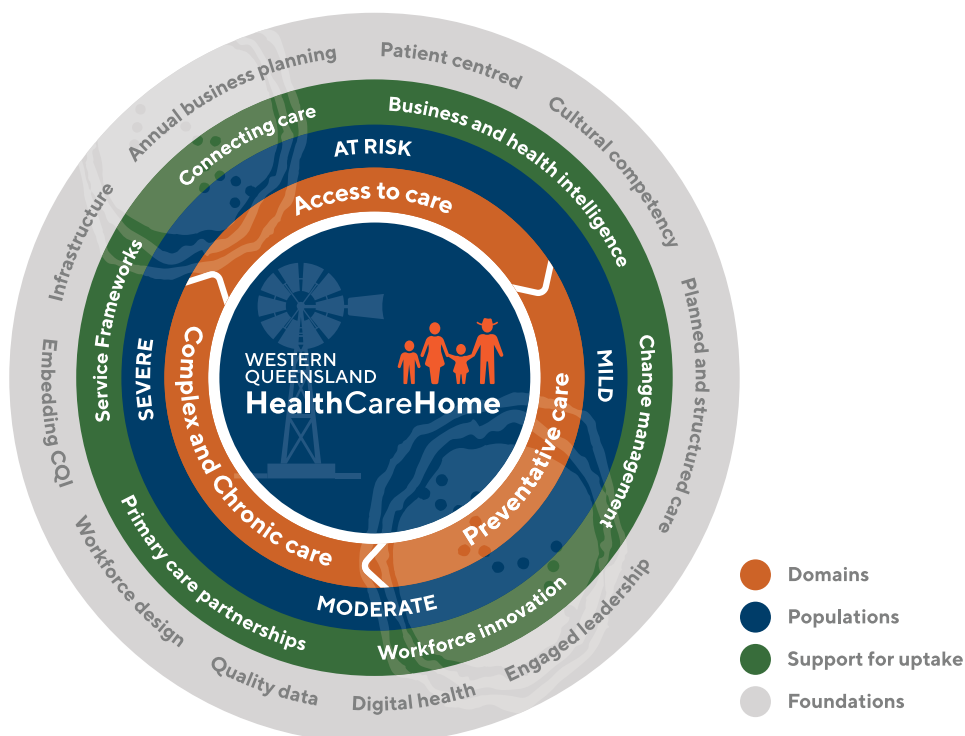 Annual business planning
Patient centred
Cultural competency
Planned and structured care
Engaged leadership
Digital health
Quality data
Workforce design
Embedding CQI
Infrastructure
Connecting care
Business and health intelligence
Change management
Workforce innovation
Primary care partnerships
Service Frameworks
AT RISK
MILD
MODERATE
SEVERE
Access to care
Preventative care
Complex and Chronic care
WESTERN
QUEENSLAND
HealthCareHome
Domains
Populations
Support for uptake
Foundations